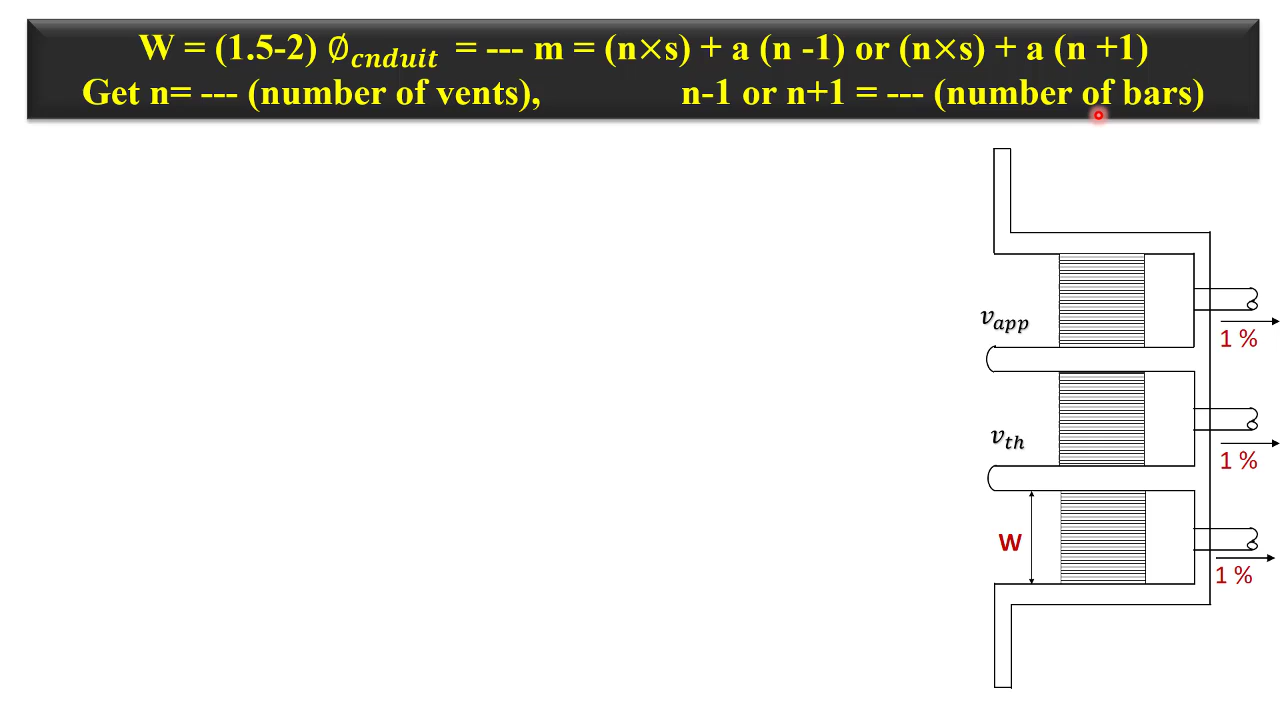 W = (1.5-2) ∅cnduit = --- m = (n×s) + a (n -1) or (n×s) + a (n +1)
Get n= --- (number of vents), n-1 or n+1 = --- (number of bars)
vapp
1 %
vth
1 %
W
1 %